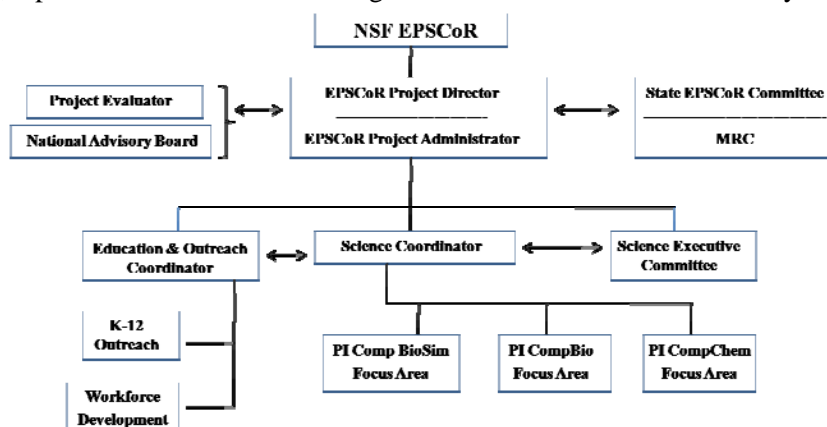 NSF EPSCoR
Project Evaluator
National Advisory Board
EPSCoR Project Director
EPSCoR Project Administrator
State EPSCoR Committee
MRC
Education & Outreach
Coordinator
Science Coordinator
Science Executive
Committee
K-12
Outreach
Workforce
Development
PI Comp BioSim
Focus Area
PI CompBio
Focus Area
PI CompChem
Focus Area